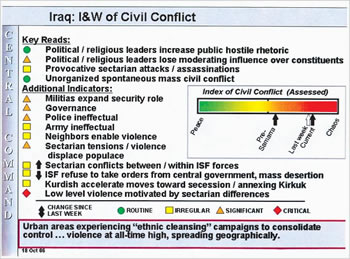 Iraq: I&W of Civil Conflict
CENTRAL COMMAND
Key Reads:
Political / religious leaders increase public hostile rhetoric
Political / religious leaders lose moderating influence over constituents
Provocative sectarian attacks / assassinations
Unorganized spontaneous mass civil conflict
Additional Indicators:
Militias expand security role
Governance
Police ineffectual
Army ineffectual
Neighbors enable violence
Sectarian tensions / violence
displace populace
Index of Civil Conflict (Assessed)
Peace
Pre-
Samarra
Last week
Current
Chaos
Sectarian conflicts between / within ISF forces
ISF refuse to take orders from central government, mass desertion
Kurdish accelerate moves toward secession / annexing Kirkuk
Low level violence motivated by sectarian differences
CHANGE SINCE
LAST WEEK
ROUTINE
IRREGULAR
SIGNIFICANT
CRITICAL
Urban areas experiencing "ethnic cleansing" campaigns to consolidate
control ... violence at all-time high, spreading geographically.
18 Oct 06